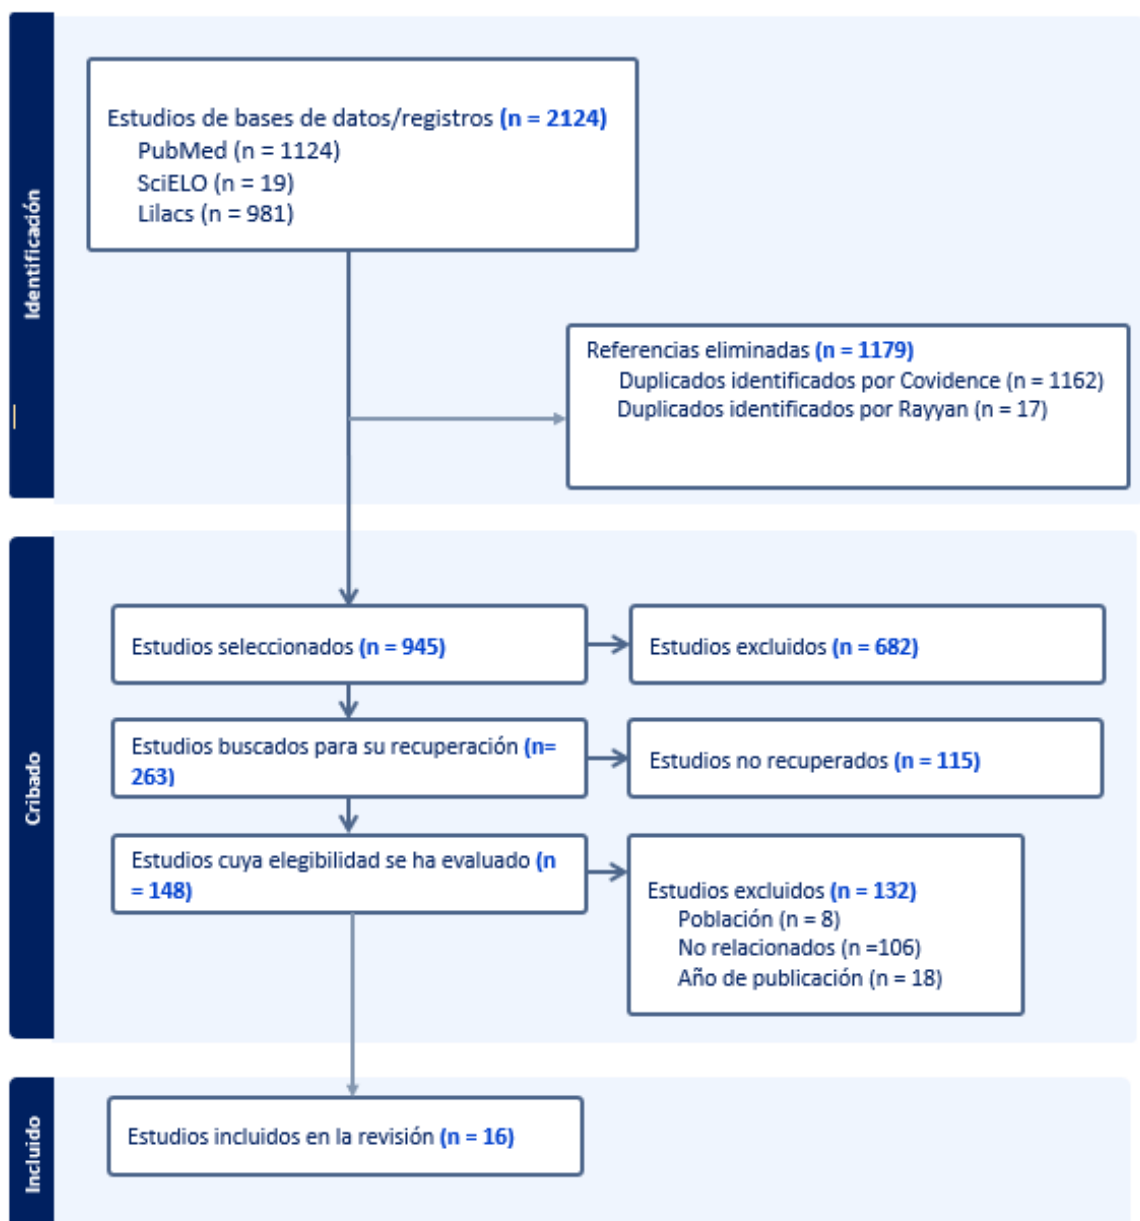 Identificación
Estudios de bases de datos/registros (n = 2124)
PubMed (n = 1124)
SciELO (n = 19)
Lilacs (n = 981)
Referencias eliminadas (n = 1179)
Duplicados identificados por Covidence (n = 1162)
Duplicados identificados por Rayyan (n = 17)
Cribado
Estudios seleccionados (n = 945)
Estudios excluidos (n = 682)
Estudios buscados para su recuperación (n=
263)
Estudios no recuperados (n = 115)
Estudios cuya elegibilidad se ha evaluado (n
= 148)
Estudios excluidos (n = 132)
Población (n = 8)
No relacionados (n =106)
Año de publicación (n = 18)
Incluido
Estudios incluidos en la revisión (n = 16)